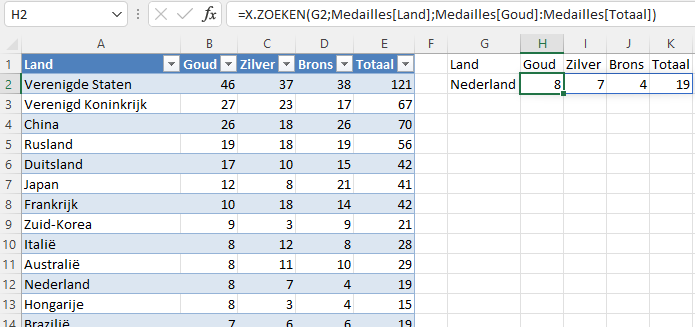 H2 fx =X.ZOEKEN(G2;Medailles[Land];Medailles[Goud]:Medailles[Totaal])
A B C D E F G H I J K
1 Land Goud Zilver Brons Totaal Land Goud Zilver Brons Totaal
2 Verenigde Staten 46 37 38 121 Nederland 8 7 4 19
3 Verenigd Koninkrijk 27 23 17 67
4 China 26 18 26 70
5 Rusland 19 18 19 56
6 Duitsland 17 10 15 42
7 Japan 12 8 21 41
8 Frankrijk 10 18 14 42
9 Zuid-Korea 9 3 9 21
10 Italië 8 12 8 28
11 Australië 8 11 10 29
12 Nederland 8 7 4 19
13 Hongarije 8 3 4 15
14 Brazilië 7 6 6 19